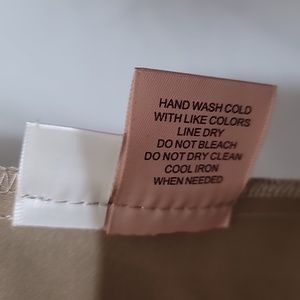 HAND WASH COLD
WITH LIKE COLORS
LINE DRY
DO NOT BLEACH
DO NOT DRY CLEAN
COOL IRON
WHEN NEEDED